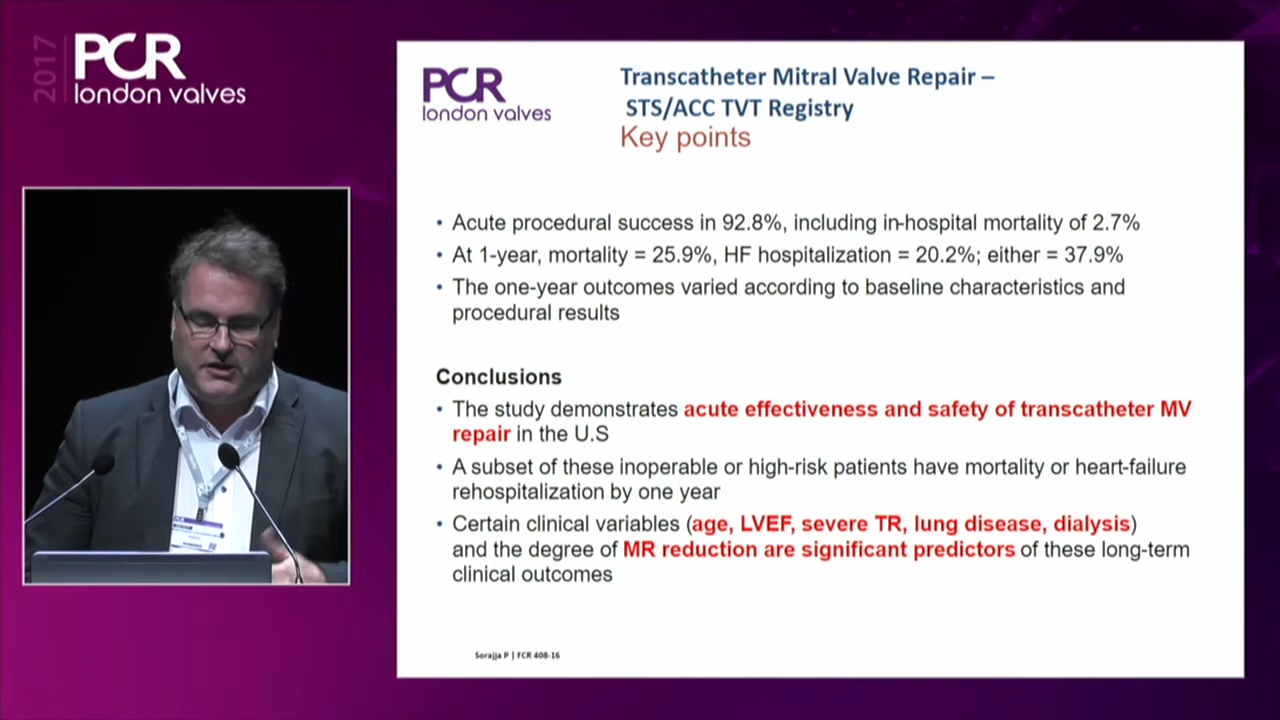 2017
PCR
london valves
PCR
london valves
Transcatheter Mitral Valve Repair –
STS/ACC TVT Registry
Key points
• Acute procedural success in 92.8%, including in-hospital mortality of 2.7%
• At 1-year, mortality = 25.9%, HF hospitalization = 20.2%; either = 37.9%
• The one-year outcomes varied according to baseline characteristics and
procedural results
Conclusions
• The study demonstrates acute effectiveness and safety of transcatheter MV
repair in the U.S
• A subset of these inoperable or high-risk patients have mortality or heart-failure
rehospitalization by one year
• Certain clinical variables (age, LVEF, severe TR, lung disease, dialysis)
and the degree of MR reduction are significant predictors of these long-term
clinical outcomes
Sorajja P | FCR 408-16